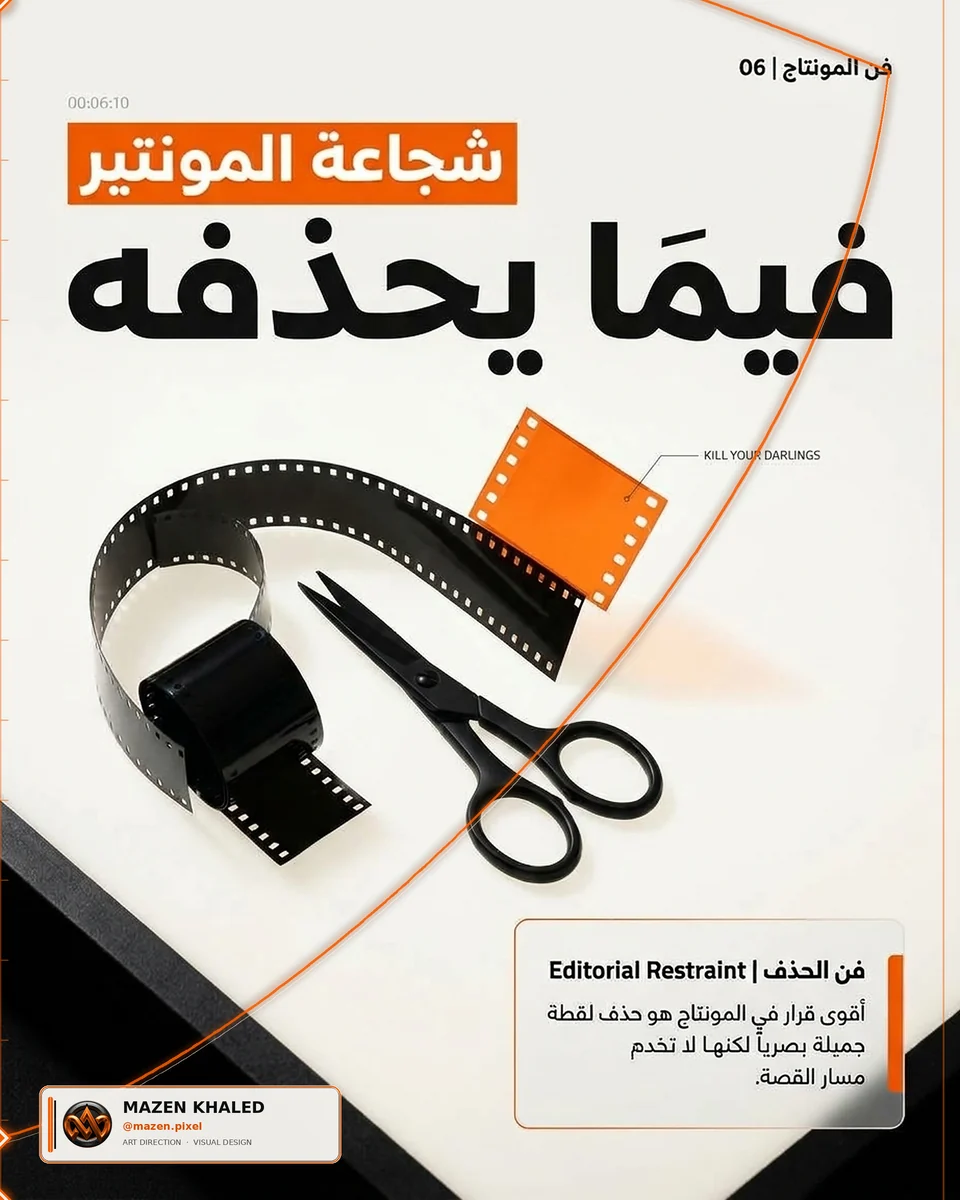 فن المونتاج | 06
00:06:10
شجاعة المونتير
فيمَا يحذفه
KILL YOUR DARLINGS
فن الحذف | Editorial Restraint
أقوى قرار في المونتاج هو حذف لقطة
جميلة بصرياً لكنها لا تخدم
مسار القصة.
MAZEN KHALED
@mazen.pixel
ART DIRECTION · VISUAL DESIGN